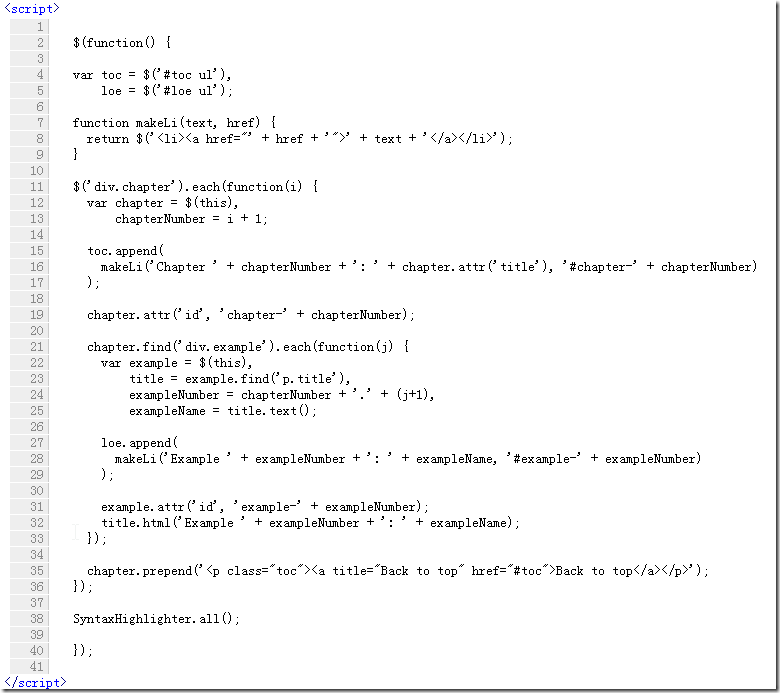 <script>
1
2 $(function() {
3
4 var toc = $('#toc ul'),
5 loe = $('#loe ul');
6
7 function makeLi(text, href) {
8 return $('<li><a href="' + href + '">' + text + '</a></li>');
9 }
10
11 $('div.chapter').each(function(i) {
12 var chapter = $(this),
13 chapterNumber = i + 1;
14
15 toc.append(
16 makeLi('Chapter ' + chapterNumber + ': ' + chapter.attr('title'), '#chapter-' + chapterNumber)
17 );
18
19 chapter.attr('id', 'chapter-' + chapterNumber);
20
21 chapter.find('div.example').each(function(j) {
22 var example = $(this),
23 title = example.find('p.title'),
24 exampleNumber = chapterNumber + '.' + (j+1),
25 exampleName = title.text();
26
27 loe.append(
28 makeLi('Example ' + exampleNumber + ': ' + exampleName, '#example-' + exampleNumber)
29 );
30
31 example.attr('id', 'example-' + exampleNumber);
32 title.html('Example ' + exampleNumber + ': ' + exampleName);
33 });
34
35 chapter.prepend('<p class="toc"><a title="Back to top" href="#toc">Back to top</a></p>');
36 });
37
38 SyntaxHighlighter.all();
39
40 });
41
</script>